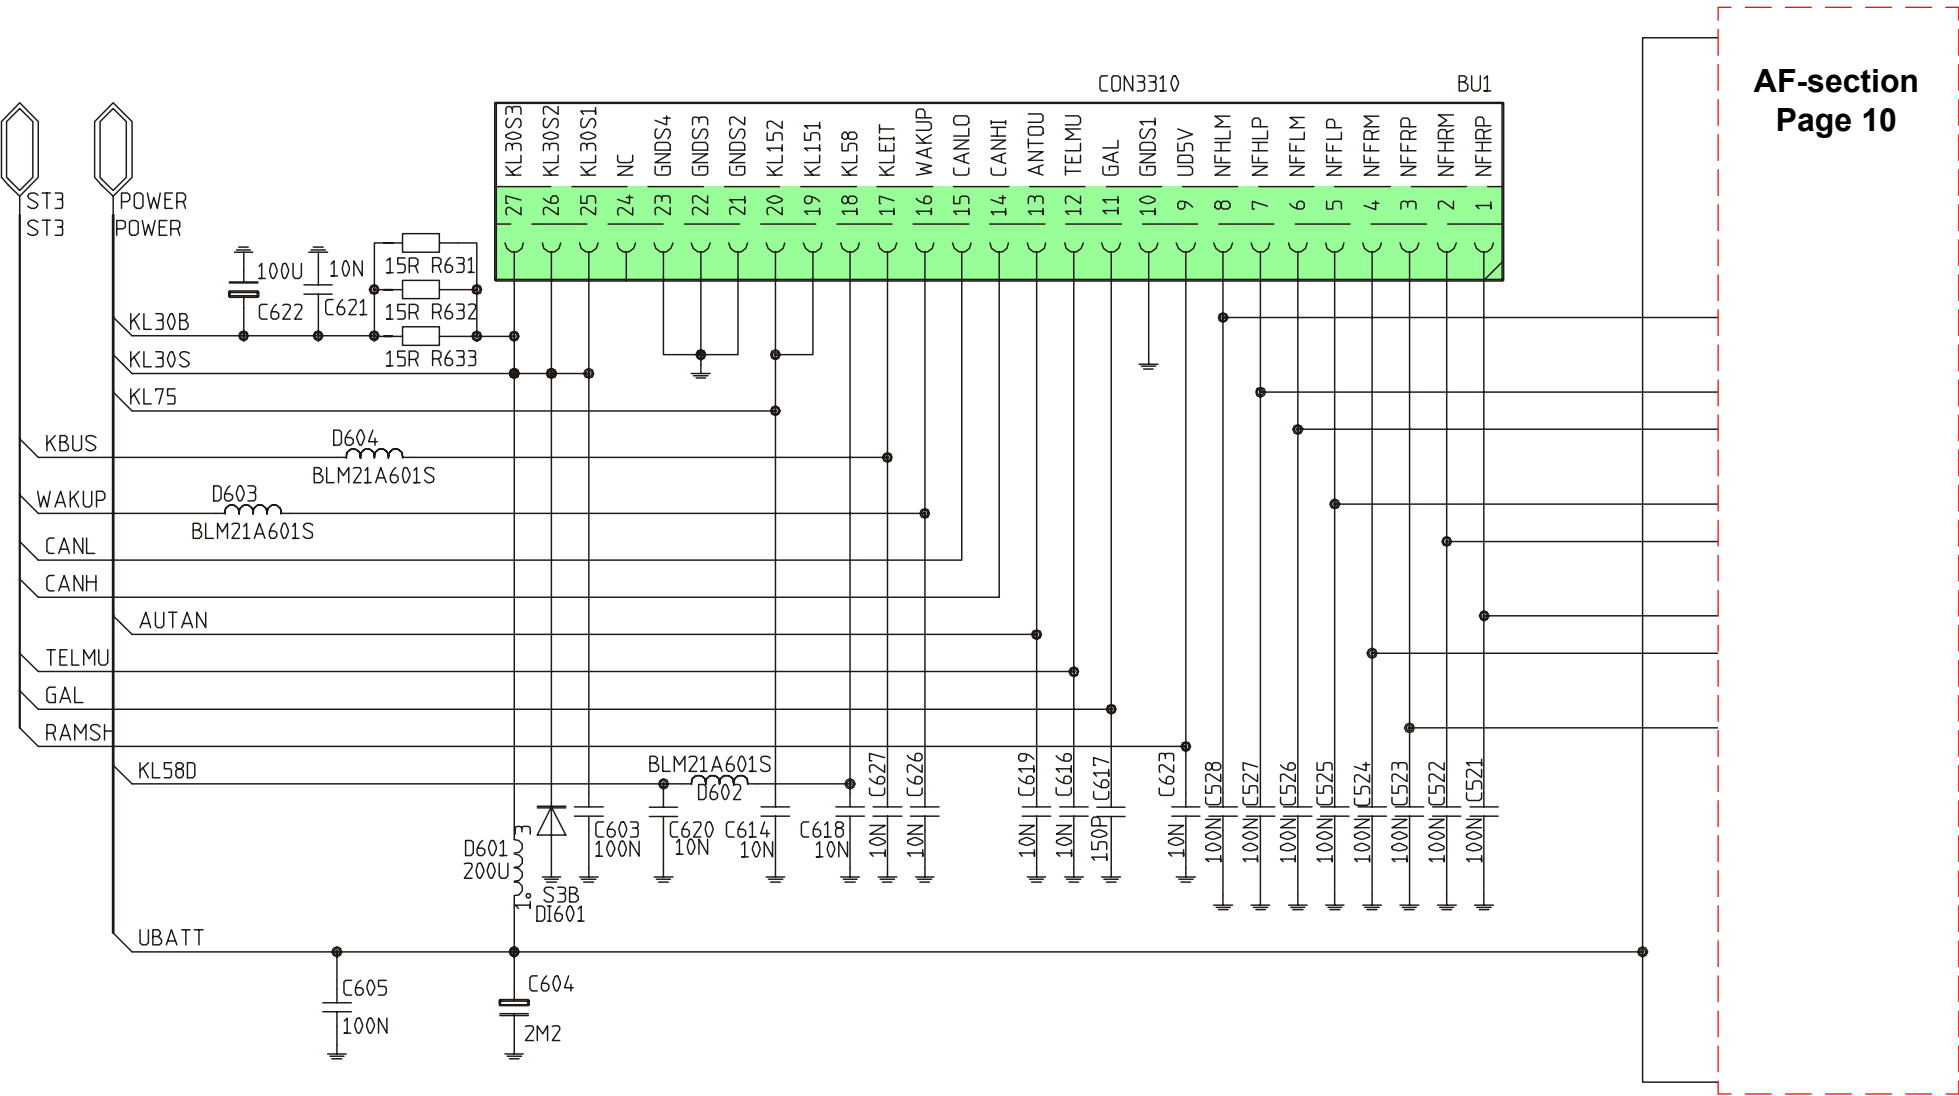 CON3310
BU1
AF-section
Page 10
KL30S3
KL30S2
KL30S1
NC
GNDS4
GNDS3
GNDS2
KL152
KL151
KL58
KLEIT
WAKUP
CANLO
CANHI
ANTOU
TELMU
GAL
GNDS1
UD5V
NFHLM
NFHLP
NFFLM
NFFLP
NFFRM
NFFRP
NFHRM
NFHRP
27
26
25
24
23
22
21
20
19
18
17
16
15
14
13
12
11
10
9
8
7
6
5
4
3
2
1
ST3
POWER
ST3
POWER
100U
10N
15R R631
C622
C621
15R R632
KL30B
15R R633
KL30S
KL75
KBUS
D604
BLM21A601S
WAKUP
D603
BLM21A601S
CANL
CANH
AUTAN
TELMU
GAL
RAMSH
KL58D
BLM21A601S
D602
C627
C626
C619
C616
C617
C623
C528
C527
C526
C525
C524
C523
C522
C521
3
D601
200U
1
S3B
DI601
C603
100N
C620
10N
C614
10N
C618
10N
10N
10N
10N
10N
150P
10N
100N
100N
100N
100N
100N
100N
100N
100N
UBATT
C605
100N
C604
2M2